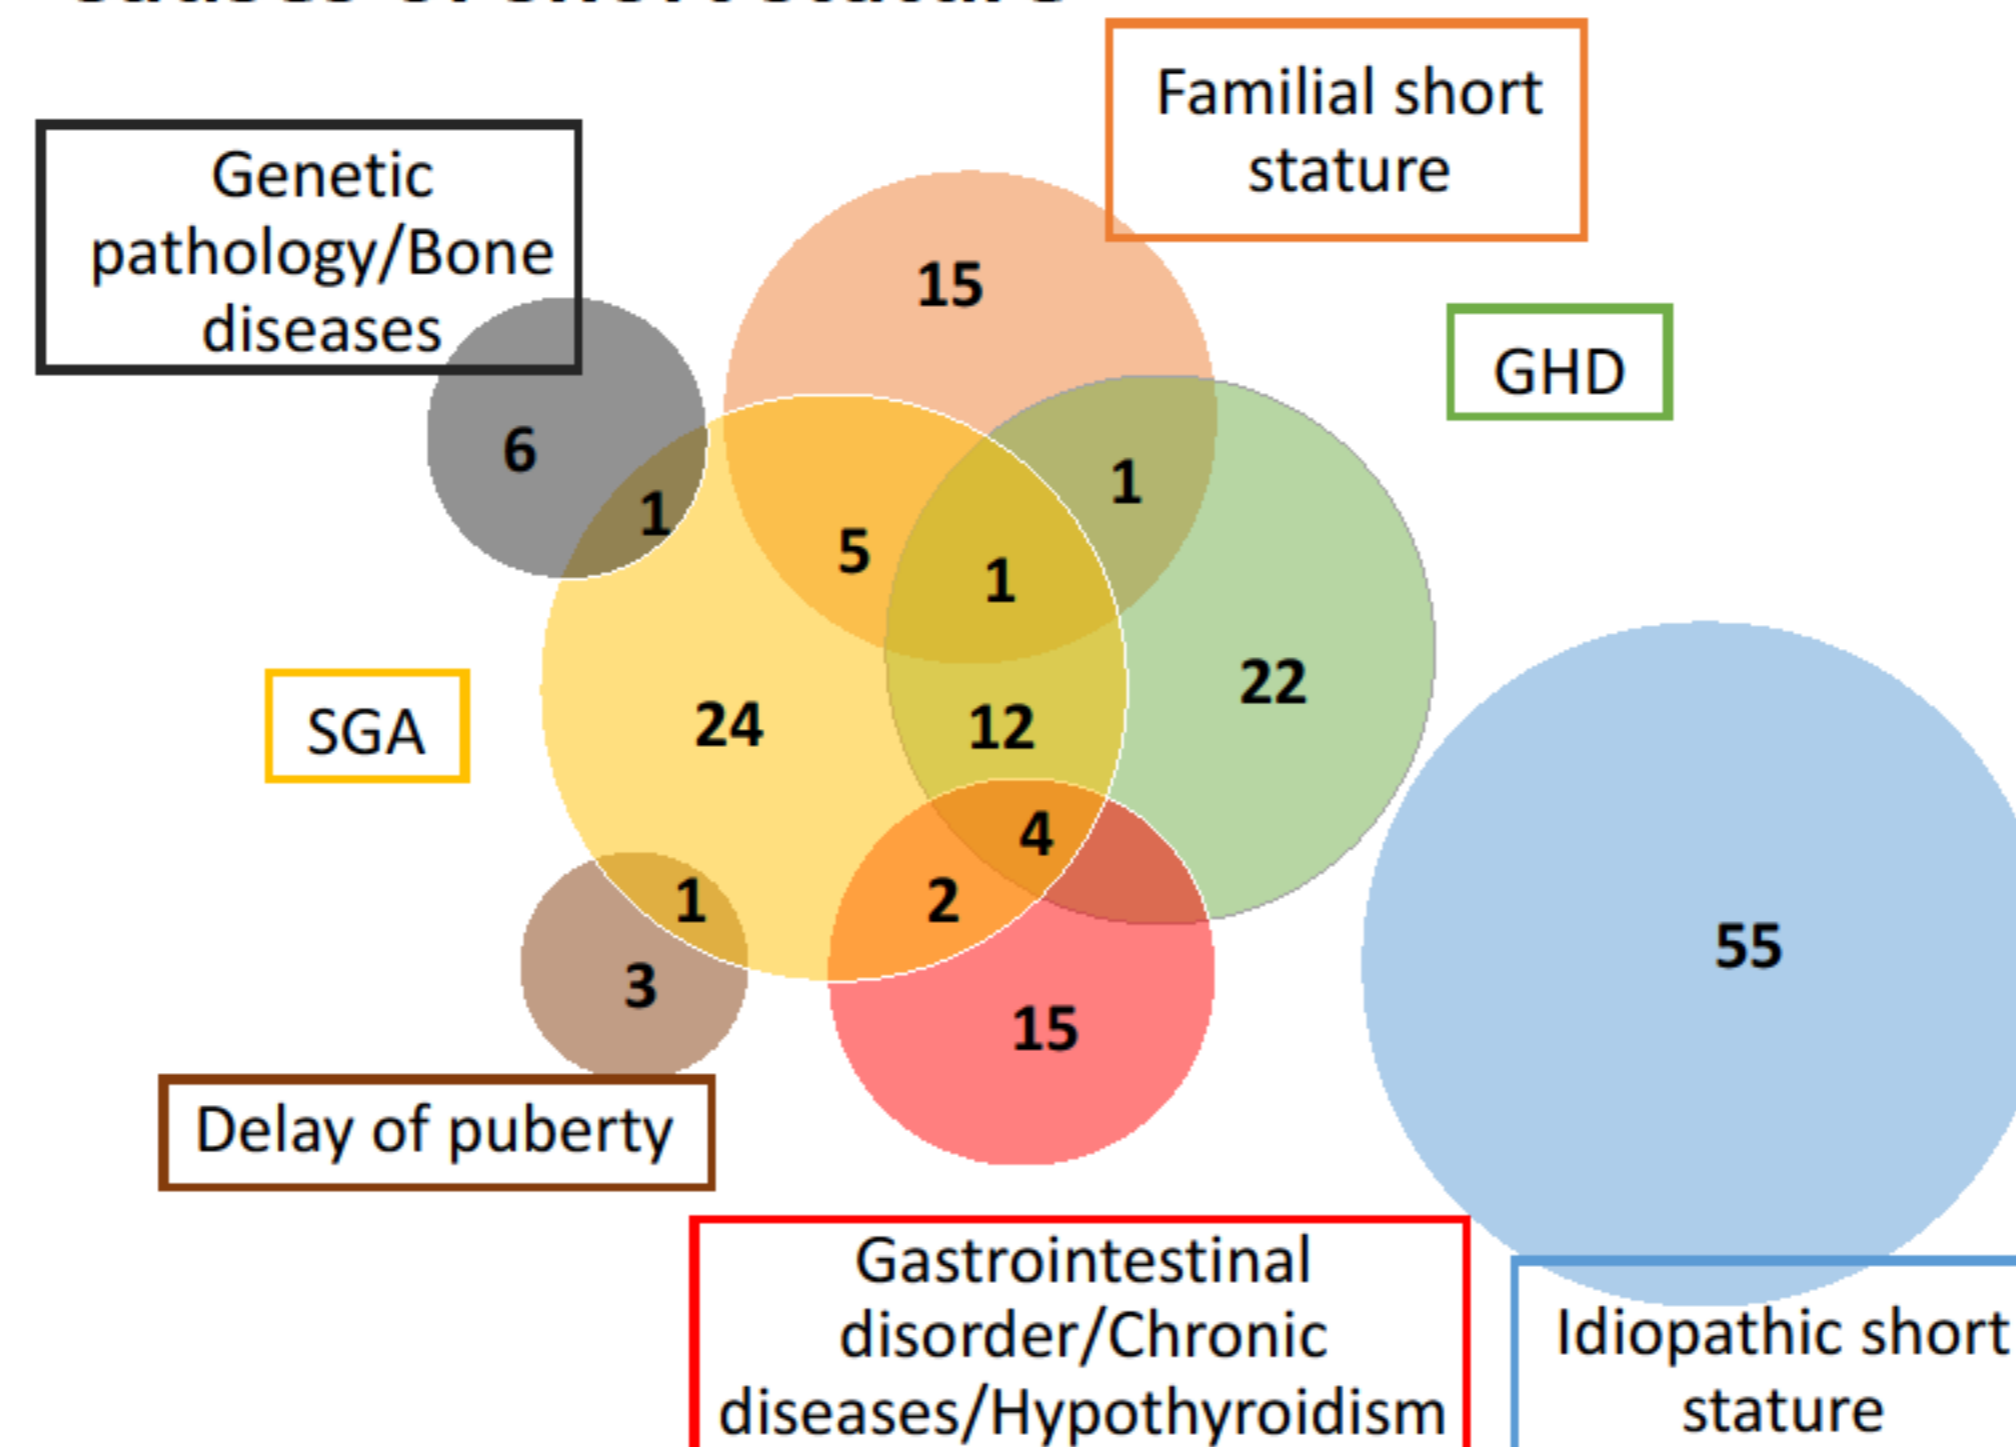 Familial short
stature
Genetic
pathology/Bone
diseases
15
GHD
6
1
1
5
1
SGA
24
12
22
4
1
2
3
15
55
Delay of puberty
Gastrointestinal
disorder/Chronic
diseases/Hypothyroidism
Idiopathic short
stature